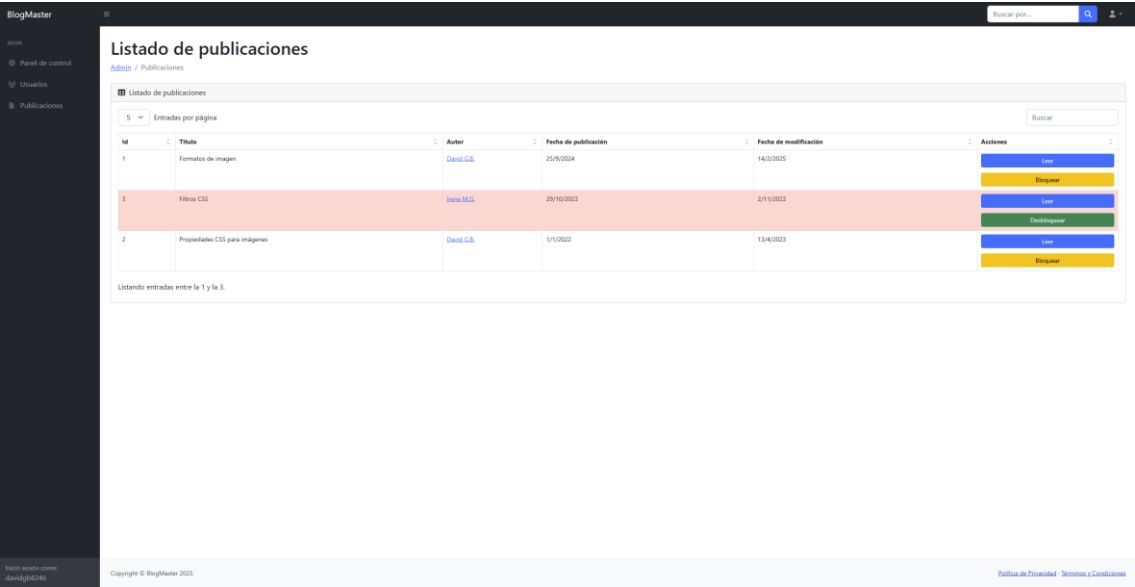 BlogMaster
Buscar por...
MAIN
Panel de control
Usuarios
Publicaciones
Listado de publicaciones
Admin / Publicaciones
Listado de publicaciones
5 Entradas por página
Buscar
Id Título Autor Fecha de publicación Fecha de modificación Acciones
1 Formatos de imagen David G.B. 25/9/2024 14/2/2025 Leer
Bloquear
3 Filtros CSS Irene M.G. 29/10/2023 2/11/2023 Leer
Desbloquear
2 Propiedades CSS para imágenes David G.B. 1/1/2022 13/4/2023 Leer
Bloquear
Listando entradas entre la 1 y la 3.
Inició sesión como:
davidgb8246
Copyright © BlogMaster 2025
Política de Privacidad · Términos y Condiciones